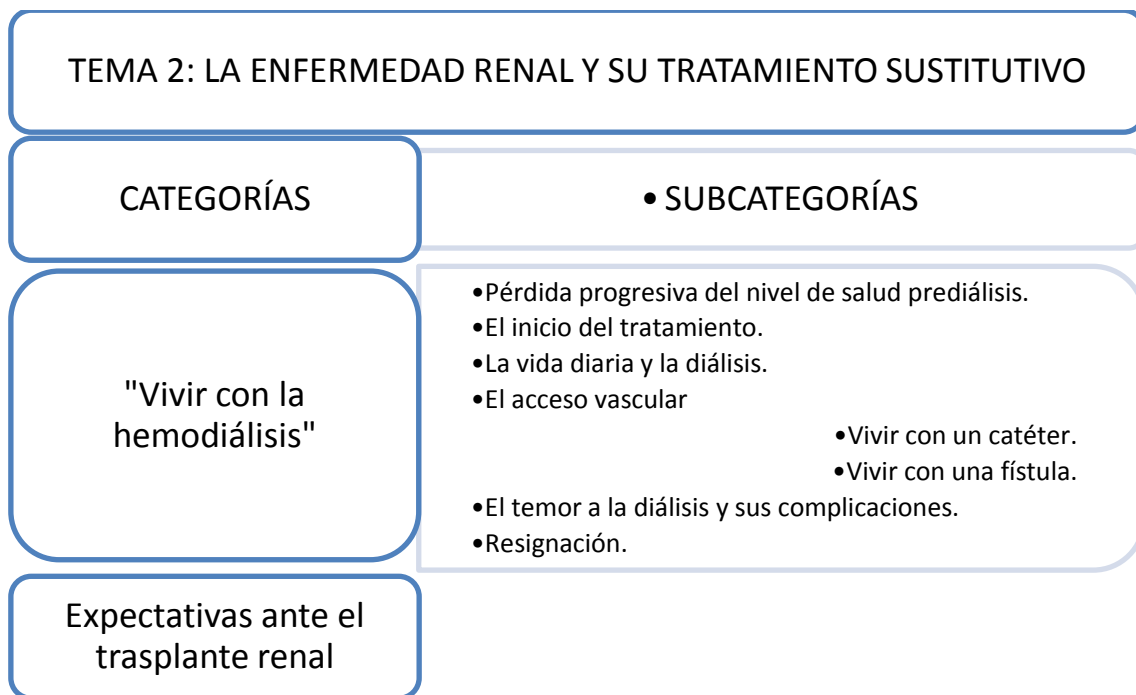 TEMA 2: LA ENFERMEDAD RENAL Y SU TRATAMIENTO SUSTITUTIVO
CATEGORÍAS
• SUBCATEGORÍAS
"Vivir con la
hemodiálisis"
•Pérdida progresiva del nivel de salud prediálisis.
•El inicio del tratamiento.
•La vida diaria y la diálisis.
•El acceso vascular
•Vivir con un catéter.
•Vivir con una fístula.
•El temor a la diálisis y sus complicaciones.
•Resignación.
Expectativas ante el
trasplante renal